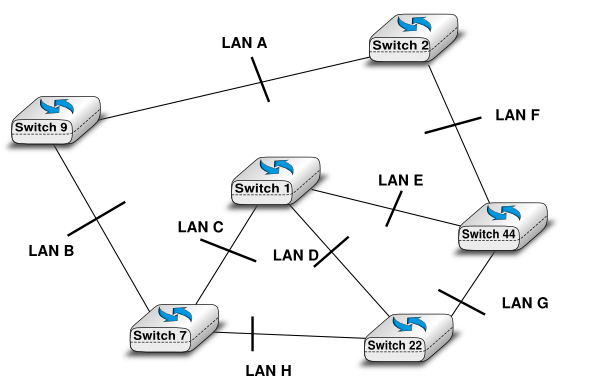 LAN A
Switch 2
Switch 9
LAN F
Switch 1
LAN E
LAN C
Switch 44
LAN B
LAN D
LAN G
Switch 7
Switch 22
LAN H